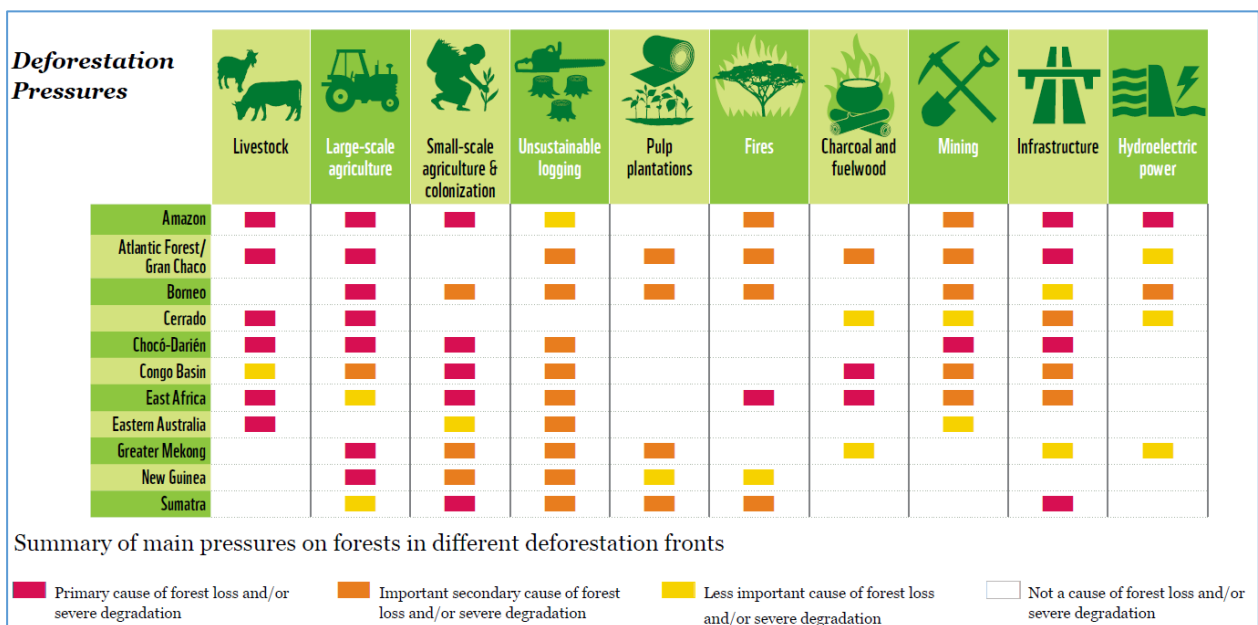 Deforestation
Pressures
Livestock
Large-scale
agriculture
Small-scale
agriculture &
colonization
Unsustainable
logging
Pulp
plantations
Fires
Charcoal and
fuelwood
Mining
Infrastructure
Hydroelectric
power
Amazon
Atlantic Forest/
Gran Chaco
Borneo
Cerrado
Chocó-Darién
Congo Basin
East Africa
Eastern Australia
Greater Mekong
New Guinea
Sumatra
Summary of main pressures on forests in different deforestation fronts
Primary cause of forest loss and/or
severe degradation
Important secondary cause of forest
loss and/or severe degradation
Less important cause of forest loss
and/or severe degradation
Not a cause of forest loss and/or
severe degradation